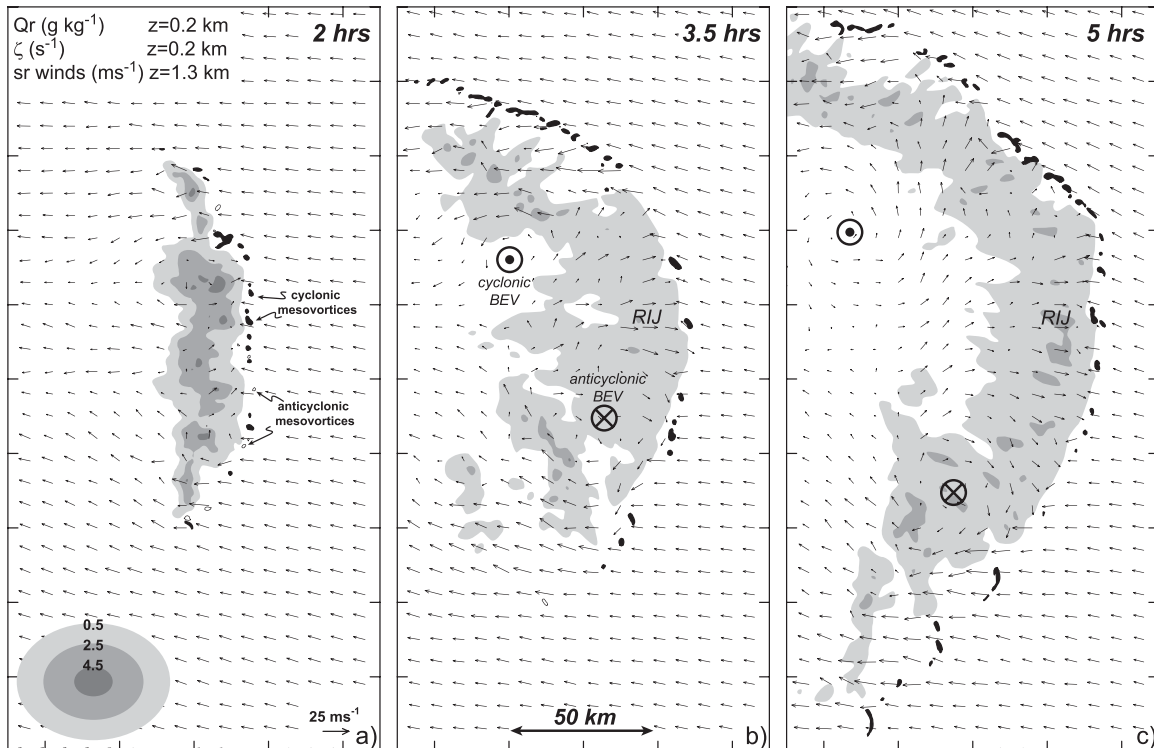 Qr (g kg⁻¹) z=0.2 km
ζ (s⁻¹) z=0.2 km
sr winds (ms⁻¹) z=1.3 km
2 hrs
cyclonic
mesovortices
anticyclonic
mesovortices
0.5
2.5
4.5
25 ms⁻¹
a)
3.5 hrs
cyclonic
BEV
RIJ
anticyclonic
BEV
50 km
b)
5 hrs
RIJ
c)